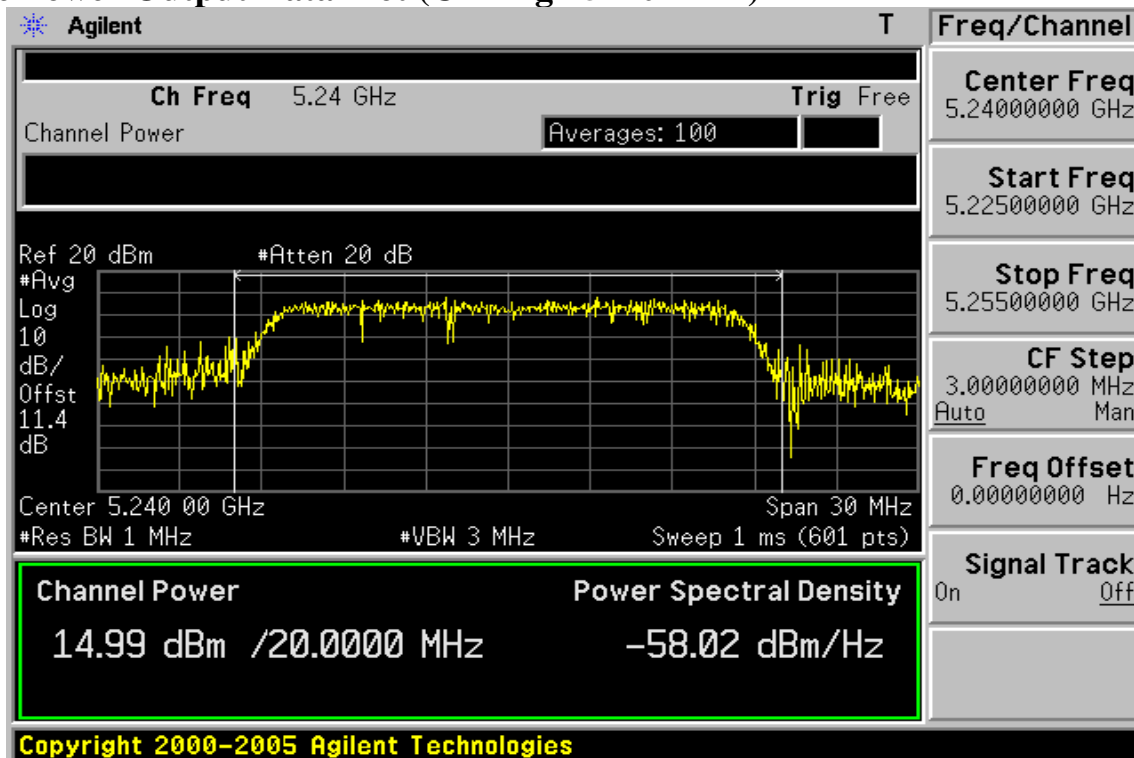 Agilent T
Freq/Channel
Ch Freq 5.24 GHz Trig Free
Channel Power Averages: 100
Ref 20 dBm #Atten 20 dB
#Avg
Log
10
dB/
Offst
11.4
dB
Center 5.240 00 GHz Span 30 MHz
#Res BW 1 MHz #VBW 3 MHz Sweep 1 ms (601 pts)
Channel Power Power Spectral Density
14.99 dBm /20.0000 MHz -58.02 dBm/Hz
Center Freq
5.24000000 GHz
Start Freq
5.22500000 GHz
Stop Freq
5.25500000 GHz
CF Step
3.00000000 MHz
Auto Man
Freq Offset
0.00000000 Hz
Signal Track
On Off
Copyright 2000-2005 Agilent Technologies